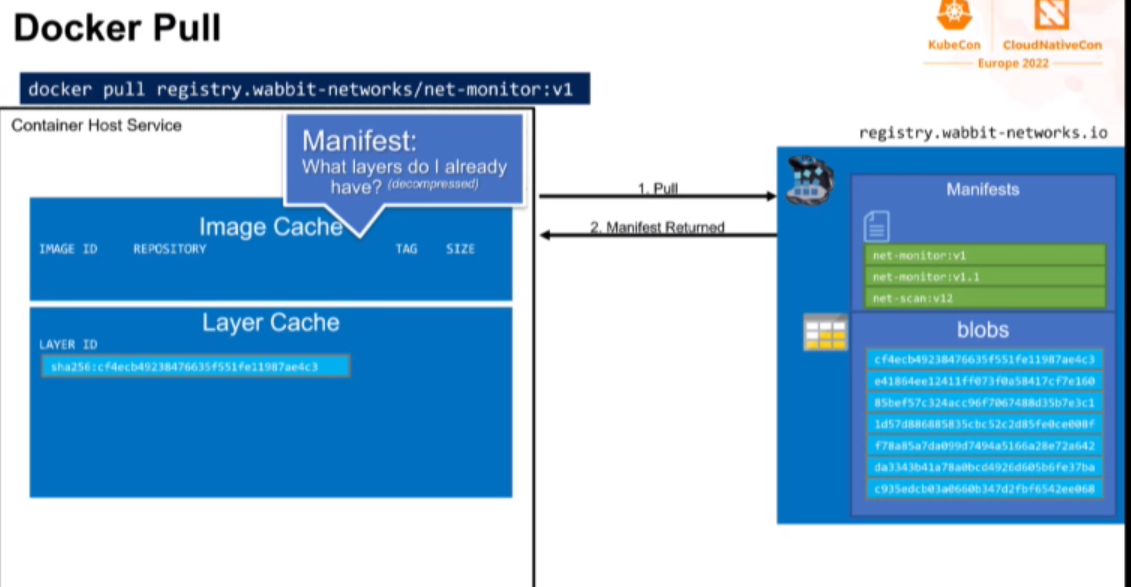 Docker Pull
KubeCon
CloudNativeCon
Europe 2022
docker pull registry.wabbit-networks/net-monitor:v1
Container Host Service
Manifest:
What layers do I already
have? (decompressed)
Image Cache
IMAGE ID REPOSITORY TAG SIZE
Layer Cache
LAYER ID
sha256:cf4ecb49238476635f551fe11987ae4c3
1. Pull
2. Manifest Returned
registry.wabbit-networks.io
Manifests
net-monitor:v1
net-monitor:v1.1
net-scan:v12
blobs
cf4ecb49238476635f551fe11987ae4c3
e41864ee12411ff073f0a58417cf7e160
85bef57c324acc96f7067488d35b7e3c1
1d57d886885835cbc52c2d85fe0ce008f
f78a85a7da099d7494a5166a28e72a642
da3343b41a78a0bcd4926d605b6fe37ba
c935edcb03a0660b347d2fbf6542ee068